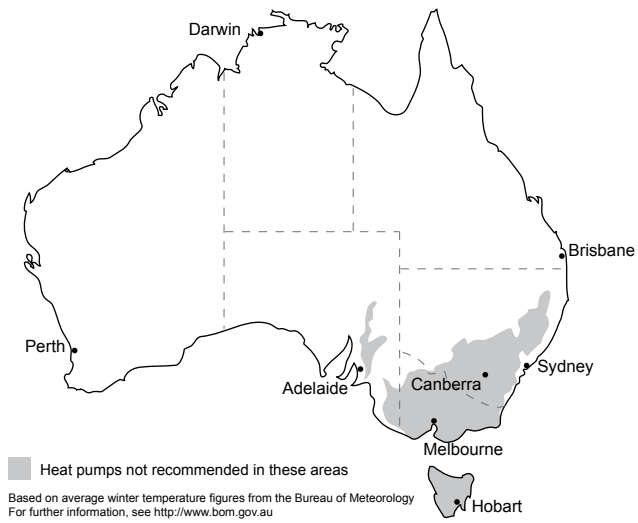 Darwin
Brisbane
Perth
Sydney
Adelaide
Canberra
Melbourne
Heat pumps not recommended in these areas
Based on average winter temperature figures from the Bureau of Meteorology
For further information, see http://www.bom.gov.au
Hobart